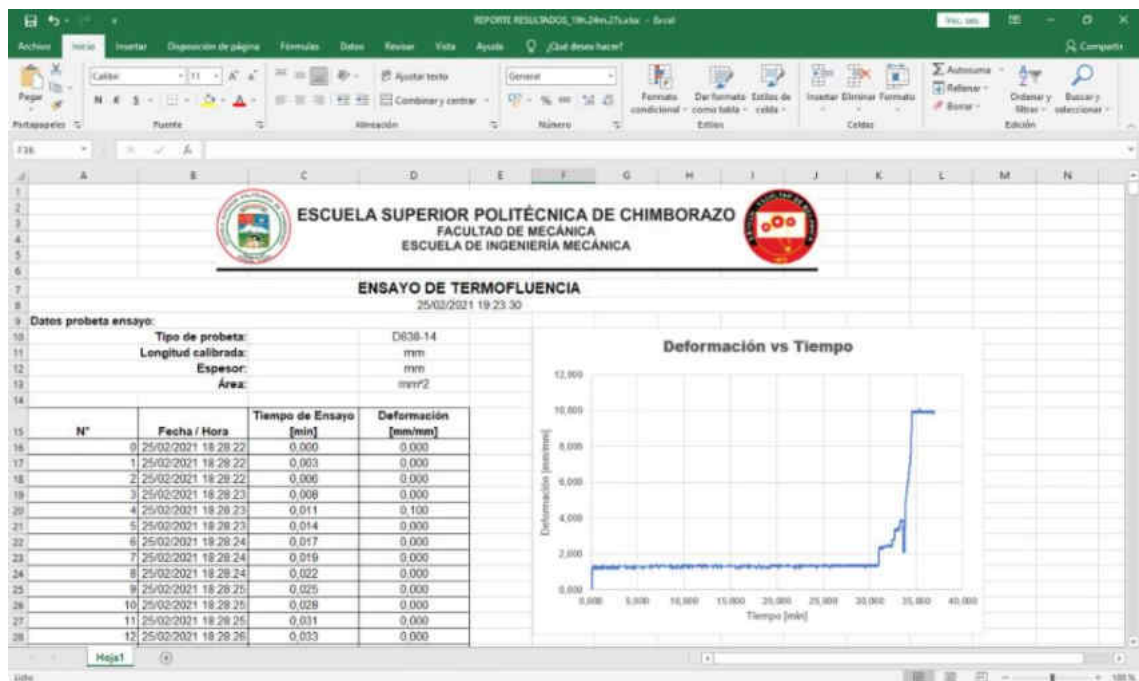 REPORTE RESULTADOS_19h.24m.27s.xlsx - Excel
Archivo Inicio Insertar Disposición de página Fórmulas Datos Revisar Vista Ayuda ¿Qué desea hacer? Compartir
Pegar Calibri 11 N K S Ajustar texto Combinar y centrar General Formato condicional Dar formato como tabla Estilos de celda Insertar Eliminar Formato Autosuma Rellenar Borrar Ordenar y filtrar Buscar y seleccionar
Portapapeles Fuente Alineación Número Estilos Celdas Edición
A B C D E F G H I J K L M N
ESCUELA SUPERIOR POLITÉCNICA DE CHIMBORAZO
FACULTAD DE MECÁNICA
ESCUELA DE INGENIERÍA MECÁNICA
ENSAYO DE TERMOFLUENCIA
25/02/2021 19:23:30
Datos probeta ensayo:
Tipo de probeta: D638-14
Longitud calibrada: mm
Espesor: mm
Área: mm^2
N° Fecha / Hora Tiempo de Ensayo [min] Deformación [mm/mm]
0 25/02/2021 18:28:22 0,000 0,000
1 25/02/2021 18:28:22 0,003 0,000
2 25/02/2021 18:28:22 0,006 0,000
3 25/02/2021 18:28:23 0,008 0,000
4 25/02/2021 18:28:23 0,011 0,100
5 25/02/2021 18:28:23 0,014 0,000
6 25/02/2021 18:28:24 0,017 0,000
7 25/02/2021 18:28:24 0,019 0,000
8 25/02/2021 18:28:24 0,022 0,000
9 25/02/2021 18:28:25 0,025 0,000
10 25/02/2021 18:28:25 0,028 0,000
11 25/02/2021 18:28:25 0,031 0,000
12 25/02/2021 18:28:26 0,033 0,000
Deformación vs Tiempo
Deformación [mm/mm]
12,000
10,000
8,000
6,000
4,000
2,000
0,000
0,000 5,000 10,000 15,000 20,000 25,000 30,000 35,000 40,000
Tiempo [min]
Hoja1
Listo 100 %